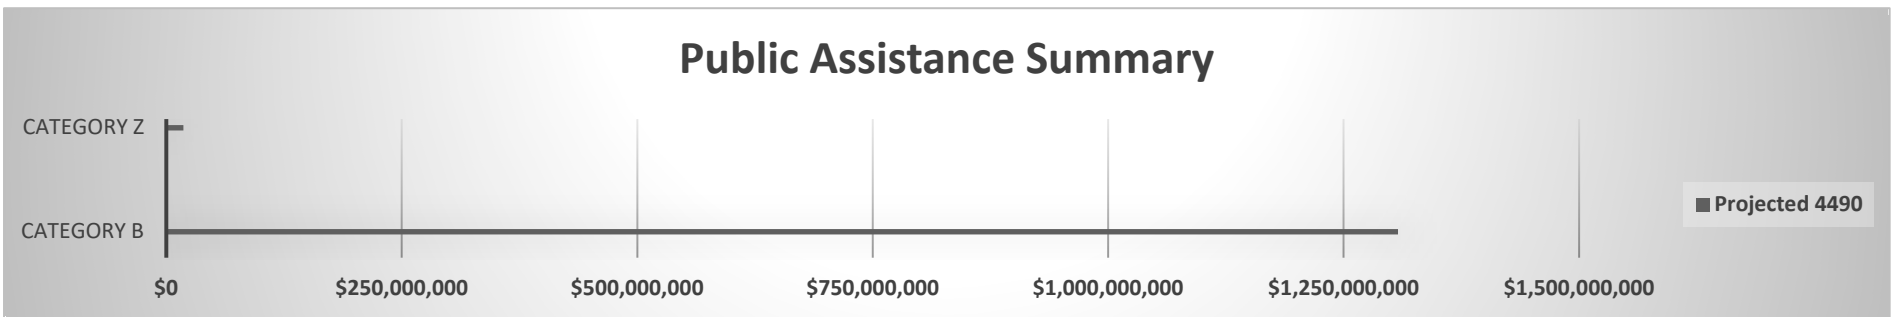 Public Assistance Summary
CATEGORY Z
CATEGORY B
$0 $250,000,000 $500,000,000 $750,000,000 $1,000,000,000 $1,250,000,000 $1,500,000,000
Projected 4490